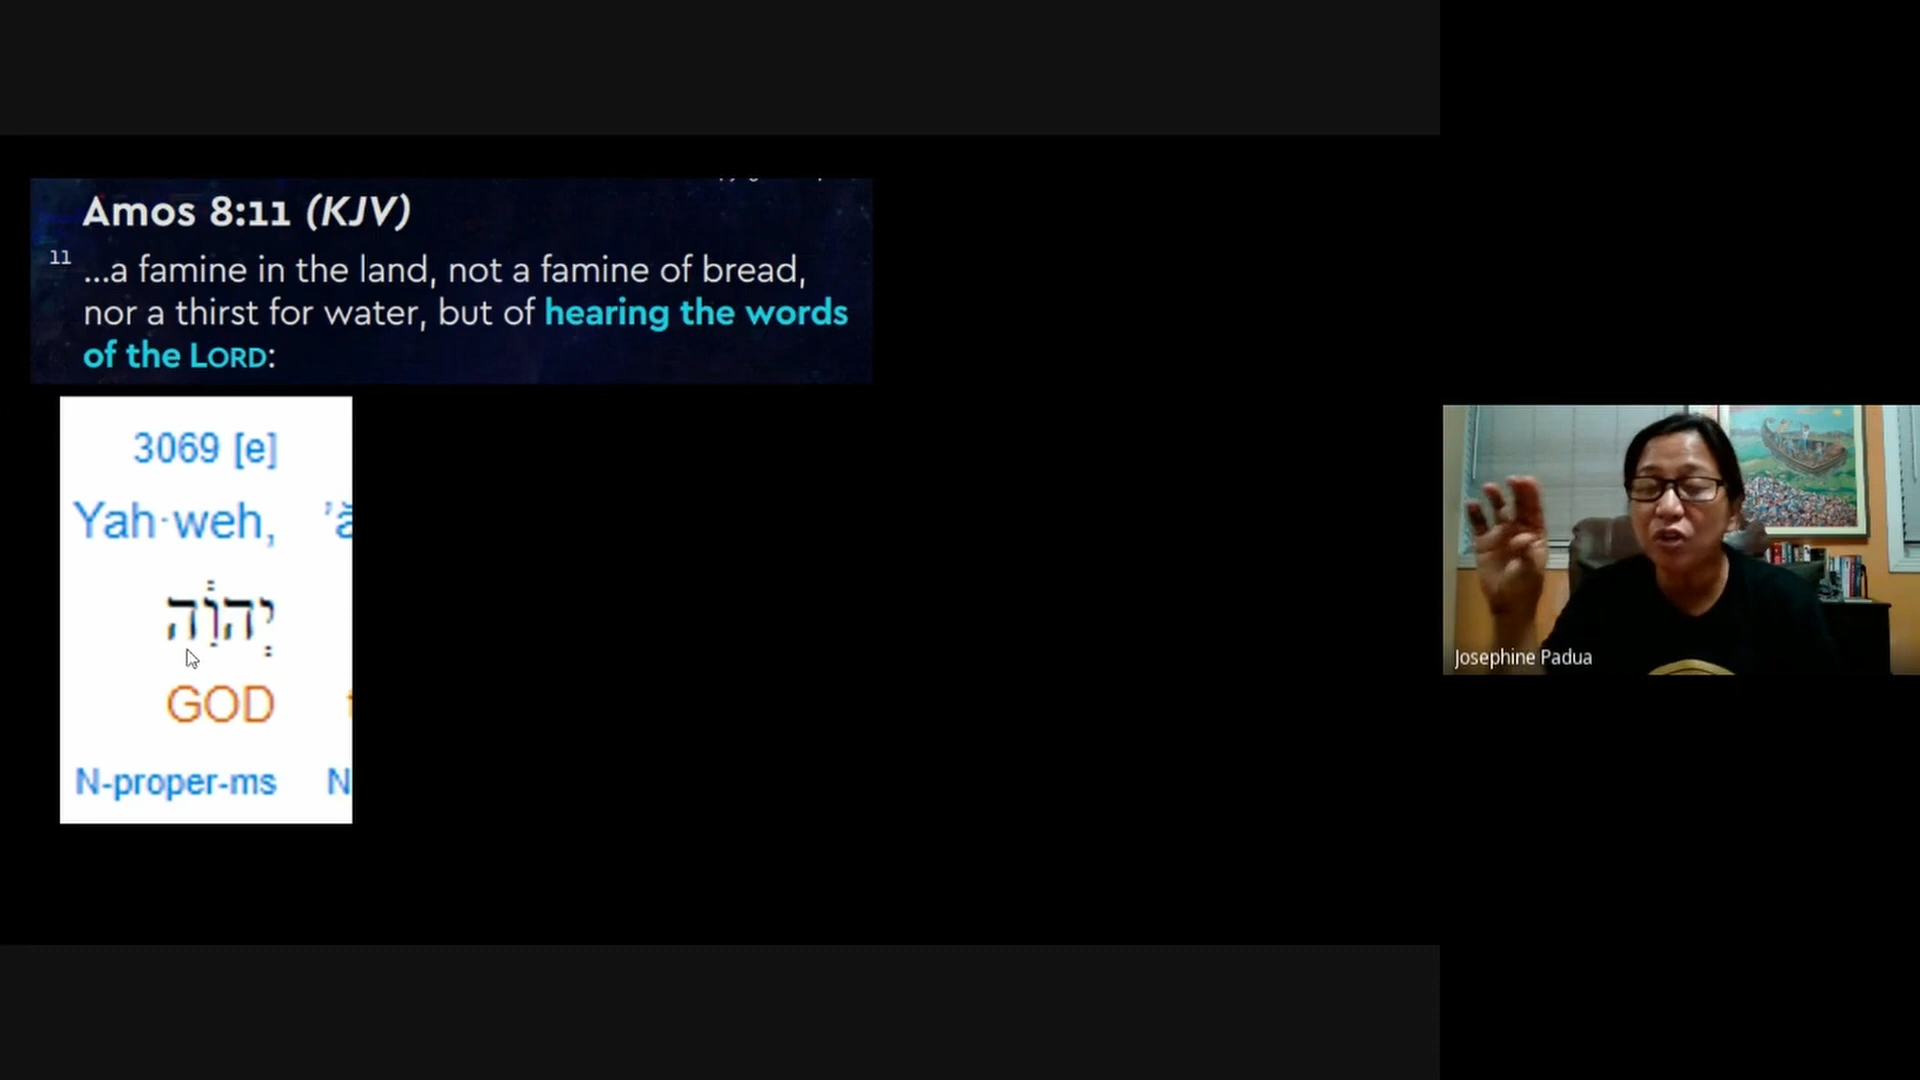 Amos 8:11 (KJV)
11 ...a famine in the land, not a famine of bread,
nor a thirst for water, but of hearing the words
of the LORD:
3069 [e]
Yah·weh, ’ă
יְהוִ֔ה
GOD
N-proper-ms N
Josephine Padua